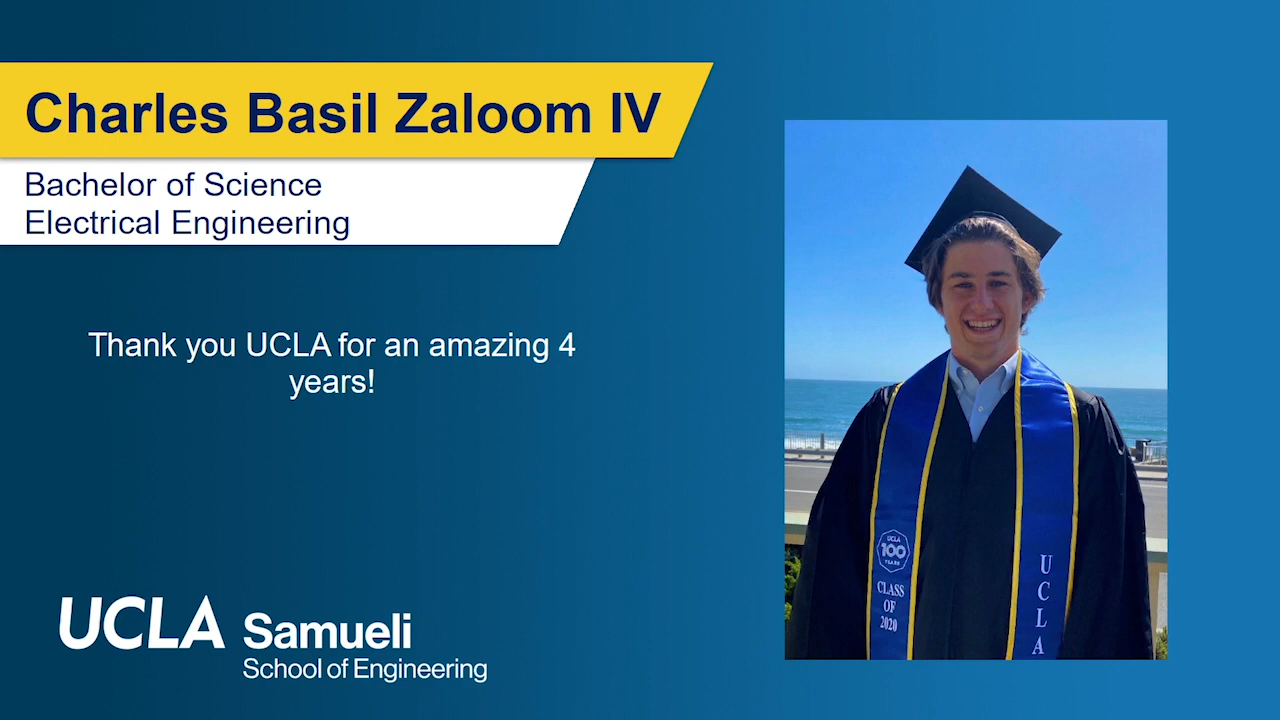 Charles Basil Zaloom IV
Bachelor of Science
Electrical Engineering
Thank you UCLA for an amazing 4
years!
UCLA Samueli
School of Engineering
UCLA
100
YEARS
CLASS
OF
2020
UCLA